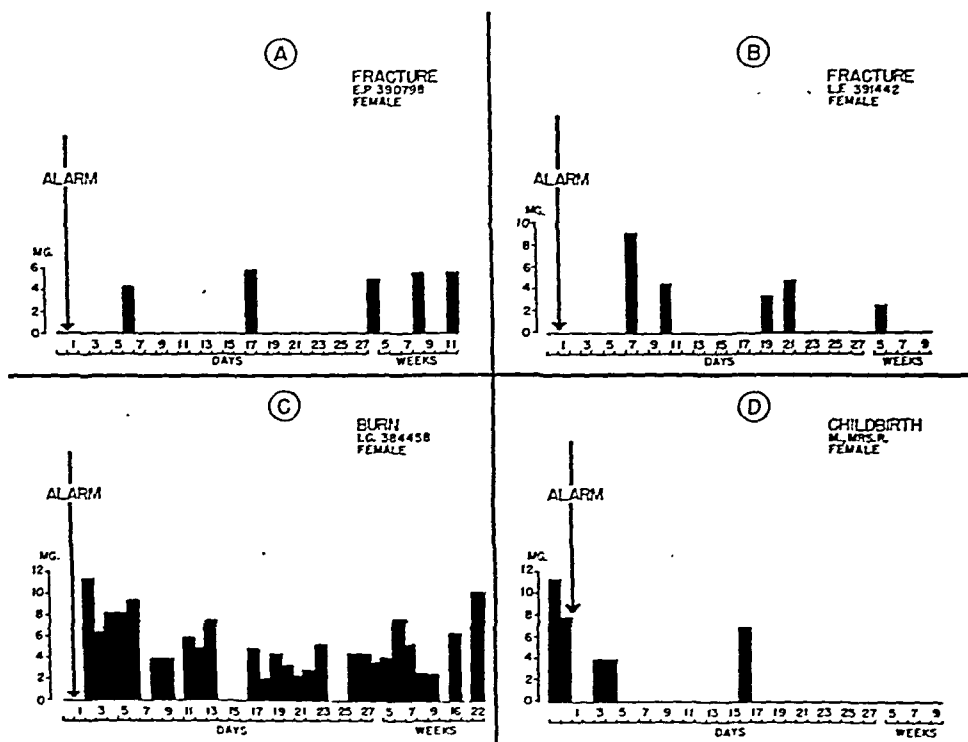 A
FRACTURE
E.P. 390798
FEMALE
ALARM
MG.
6
4
2
0
1 3 5 7 9 11 13 15 17 19 21 23 25 27 5 7 9 11
DAYS WEEKS
B
FRACTURE
L.F. 391442
FEMALE
ALARM
MG.
10
8
6
4
2
0
1 3 5 7 9 11 13 15 17 19 21 23 25 27 5 7 9
DAYS WEEKS
C
BURN
I.G. 384458
FEMALE
ALARM
MG.
12
10
8
6
4
2
0
1 3 5 7 9 11 13 15 17 19 21 23 25 27 5 7 9 16 22
DAYS WEEKS
D
CHILDBIRTH
M., MRS. R.
FEMALE
ALARM
MG.
12
10
8
6
4
2
0
1 3 5 7 9 11 13 15 17 19 21 23 25 27 5 7 9
DAYS WEEKS